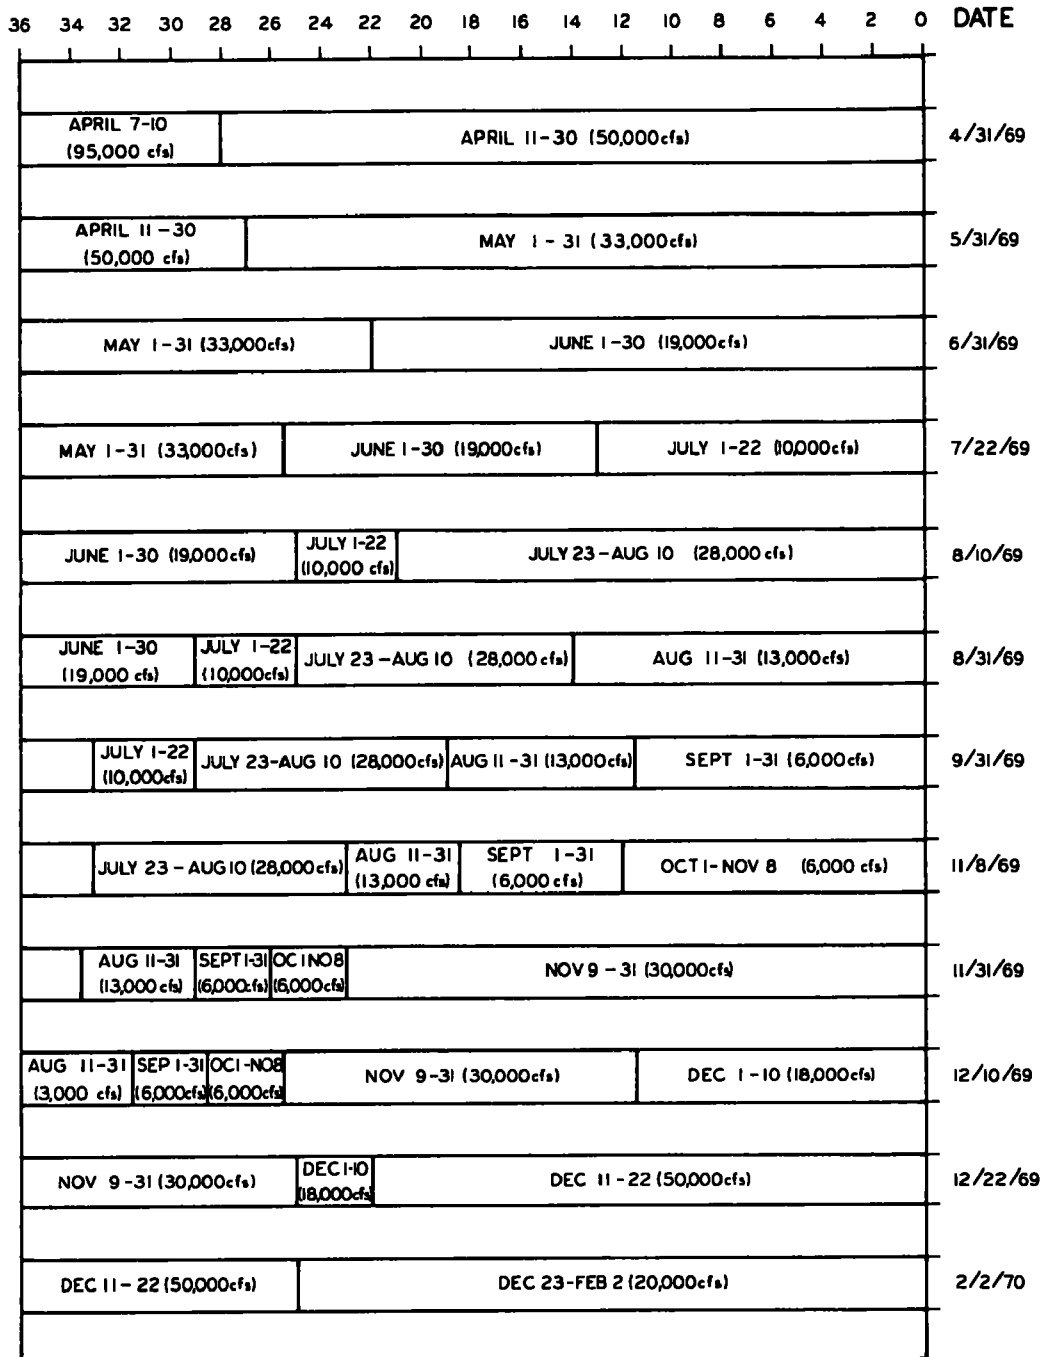 36 34 32 30 28 26 24 22 20 18 16 14 12 10 8 6 4 2 0 DATE
APRIL 7-10
(95,000 cfs)
APRIL 11-30 (50,000cfs)
4/31/69
APRIL 11-30
(50,000 cfs)
MAY 1-31 (33,000cfs)
5/31/69
MAY 1-31 (33,000cfs)
JUNE 1-30 (19,000cfs)
6/31/69
MAY 1-31 (33,000cfs)
JUNE 1-30 (19,000cfs)
JULY 1-22 (10,000cfs)
7/22/69
JUNE 1-30 (19,000cfs)
JULY 1-22
(10,000 cfs)
JULY 23-AUG 10 (28,000 cfs)
8/10/69
JUNE 1-30
(19,000 cfs)
JULY 1-22
(10,000cfs)
JULY 23-AUG 10 (28,000cfs)
AUG 11-31 (13,000cfs)
8/31/69
JULY 1-22
(10,000cfs)
JULY 23-AUG 10 (28,000cfs)
AUG 11-31 (13,000cfs)
SEPT 1-31 (6,000cfs)
9/31/69
JULY 23-AUG 10 (28,000cfs)
AUG 11-31
(13,000 cfs)
SEPT 1-31
(6,000cfs)
OCT 1-NOV 8 (6,000 cfs)
11/8/69
AUG 11-31
(13,000 cfs)
SEPT 1-31
(6,000cfs)
OC 1 NO 8
(6,000cfs)
NOV 9-31 (30,000cfs)
11/31/69
AUG 11-31
(3,000 cfs)
SEP 1-31
(6,000cfs)
OC1-NO8
(6,000cfs)
NOV 9-31 (30,000cfs)
DEC 1-10 (18,000cfs)
12/10/69
NOV 9-31 (30,000cfs)
DEC 1-10
(18,000cfs)
DEC 11-22 (50,000cfs)
12/22/69
DEC 11-22 (50,000cfs)
DEC 23-FEB 2 (20,000cfs)
2/2/70